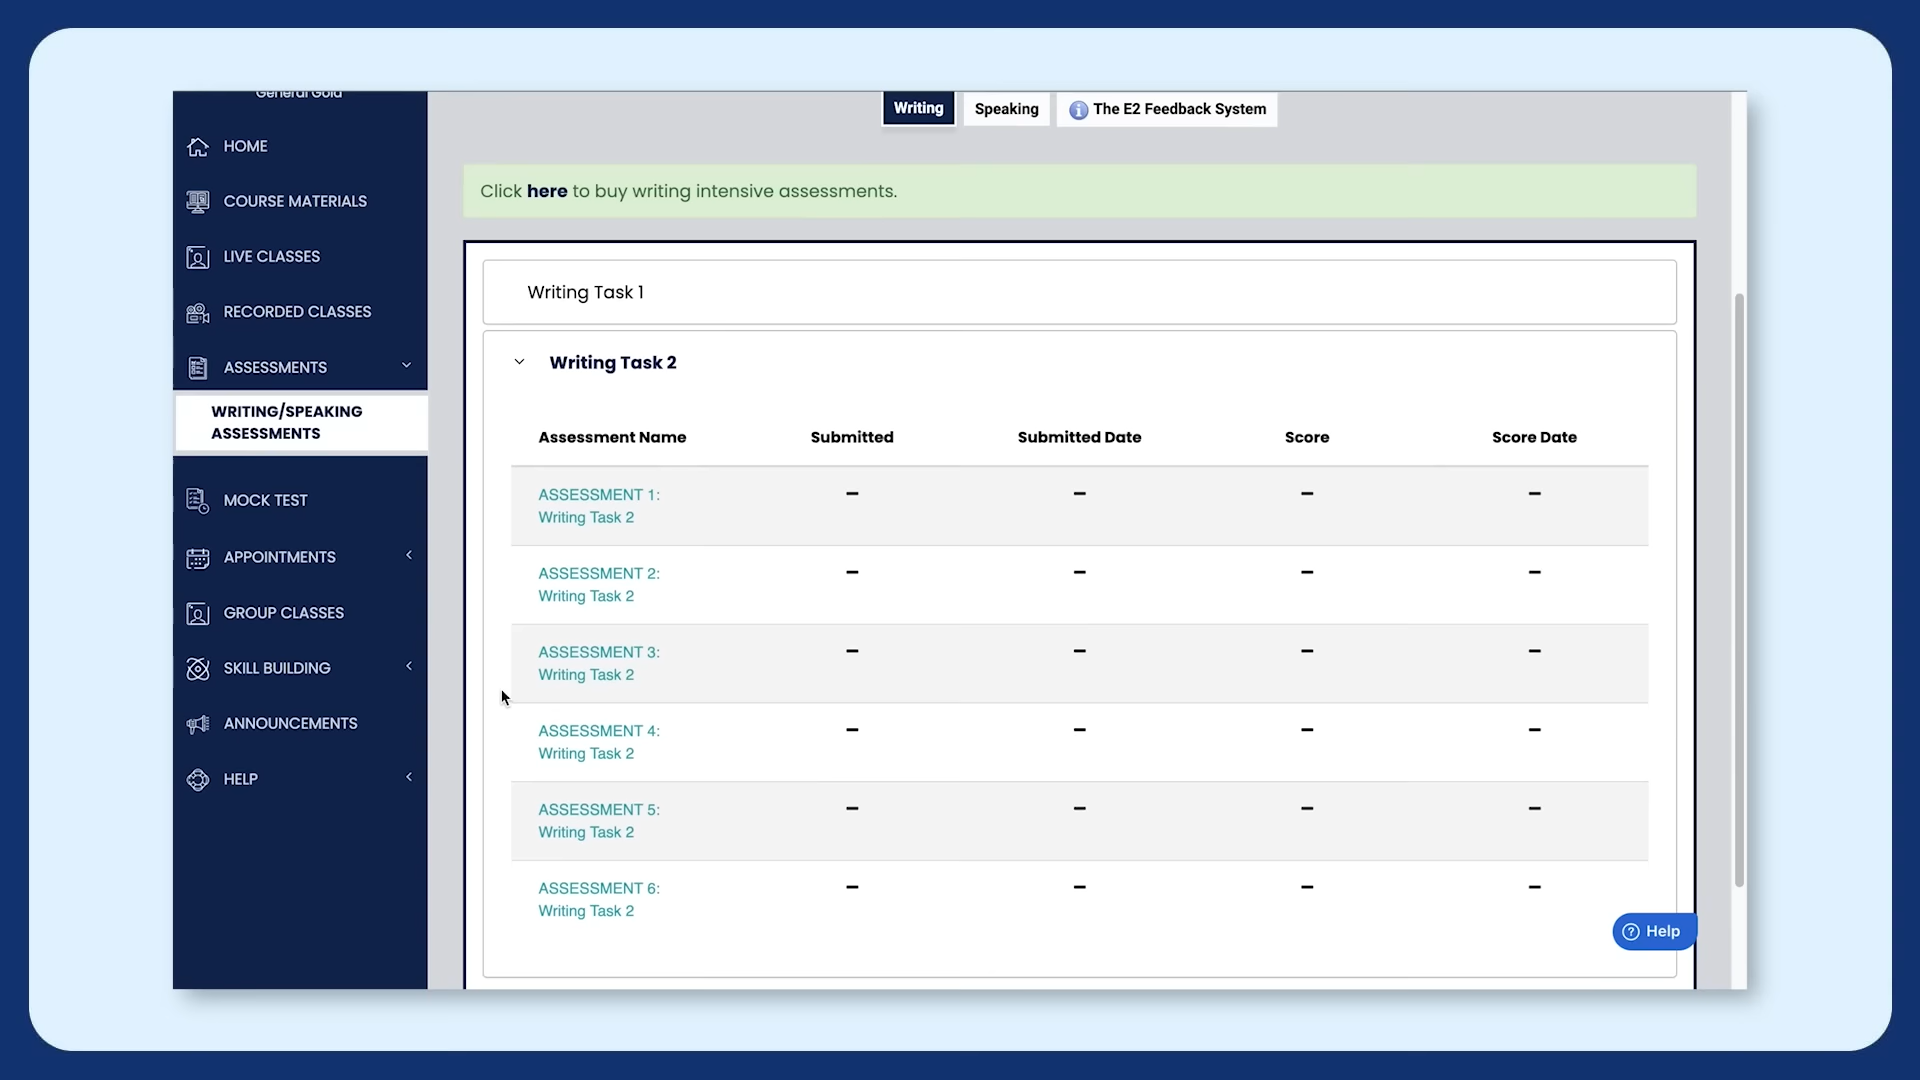 General Gold
HOME
COURSE MATERIALS
LIVE CLASSES
RECORDED CLASSES
ASSESSMENTS
WRITING/SPEAKING
ASSESSMENTS
MOCK TEST
APPOINTMENTS
GROUP CLASSES
SKILL BUILDING
ANNOUNCEMENTS
HELP
Writing Speaking The E2 Feedback System
Click here to buy writing intensive assessments.
Writing Task 1
Writing Task 2
Assessment Name Submitted Submitted Date Score Score Date
ASSESSMENT 1: – – – –
Writing Task 2
ASSESSMENT 2: – – – –
Writing Task 2
ASSESSMENT 3: – – – –
Writing Task 2
ASSESSMENT 4: – – – –
Writing Task 2
ASSESSMENT 5: – – – –
Writing Task 2
ASSESSMENT 6: – – – –
Writing Task 2
Help